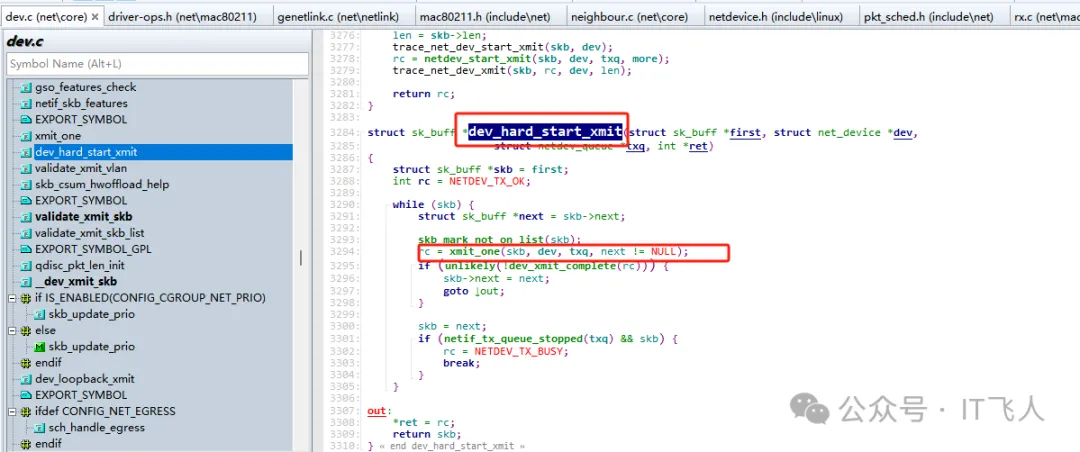 dev.c (net\core) × driver-ops.h (net\mac80211) genetlink.c (net\netlink) mac80211.h (include\net) neighbour.c (net\core) netdevice.h (include\linux) pkt_sched.h (include\net) rx.c (net\mac
dev.c
Symbol Name (Alt+L)
gso_features_check
netif_skb_features
EXPORT_SYMBOL
xmit_one
dev_hard_start_xmit
validate_xmit_vlan
skb_csum_hwoffload_help
EXPORT_SYMBOL
validate_xmit_skb
validate_xmit_skb_list
EXPORT_SYMBOL_GPL
qdisc_pkt_len_init
__dev_xmit_skb
if IS_ENABLED(CONFIG_CGROUP_NET_PRIO)
skb_update_prio
else
skb_update_prio
endif
dev_loopback_xmit
EXPORT_SYMBOL
ifdef CONFIG_NET_EGRESS
sch_handle_egress
endif
3276: len = skb->len;
3277: trace_net_dev_start_xmit(skb, dev);
3278: rc = netdev_start_xmit(skb, dev, txq, more);
3279: trace_net_dev_xmit(skb, rc, dev, len);
3280:
3281: return rc;
3282: }
3283:
3284: struct sk_buff *dev_hard_start_xmit(struct sk_buff *first, struct net_device *dev,
3285: struct netdev_queue *txq, int *ret)
3286: {
3287: struct sk_buff *skb = first;
3288: int rc = NETDEV_TX_OK;
3289:
3290: while (skb) {
3291: struct sk_buff *next = skb->next;
3292:
3293: skb_mark_not_on_list(skb);
3294: rc = xmit_one(skb, dev, txq, next != NULL);
3295: if (unlikely(!dev_xmit_complete(rc))) {
3296: skb->next = next;
3297: goto ↓out;
3298: }
3299:
3300: skb = next;
3301: if (netif_tx_queue_stopped(txq) && skb) {
3302: rc = NETDEV_TX_BUSY;
3303: break;
3304: }
3305: }
3306:
3307: out:
3308: *ret = rc;
3309: return skb;
3310: } « end dev_hard_start_xmit »
公众号 · IT飞人